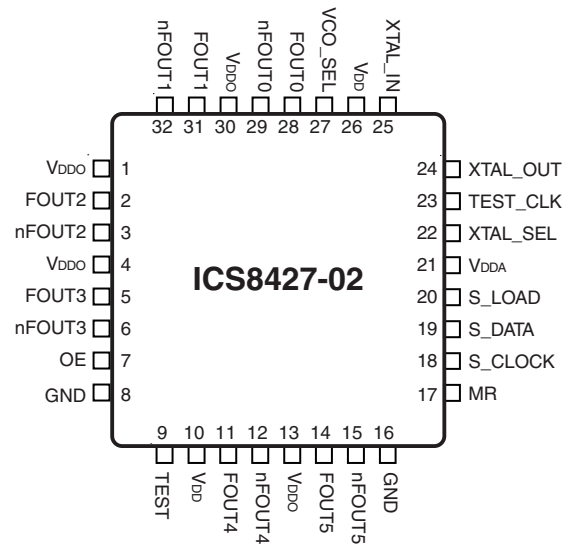 nFOUT1
FOUT1
VDDO
nFOUT0
FOUT0
VCO_SEL
VDD
XTAL_IN
32 31 30 29 28 27 26 25
VDDO 1
FOUT2 2
nFOUT2 3
VDDO 4
FOUT3 5
nFOUT3 6
OE 7
GND 8
ICS8427-02
24 XTAL_OUT
23 TEST_CLK
22 XTAL_SEL
21 VDDA
20 S_LOAD
19 S_DATA
18 S_CLOCK
17 MR
9 10 11 12 13 14 15 16
TEST
VDD
FOUT4
nFOUT4
VDDO
FOUT5
nFOUT5
GND